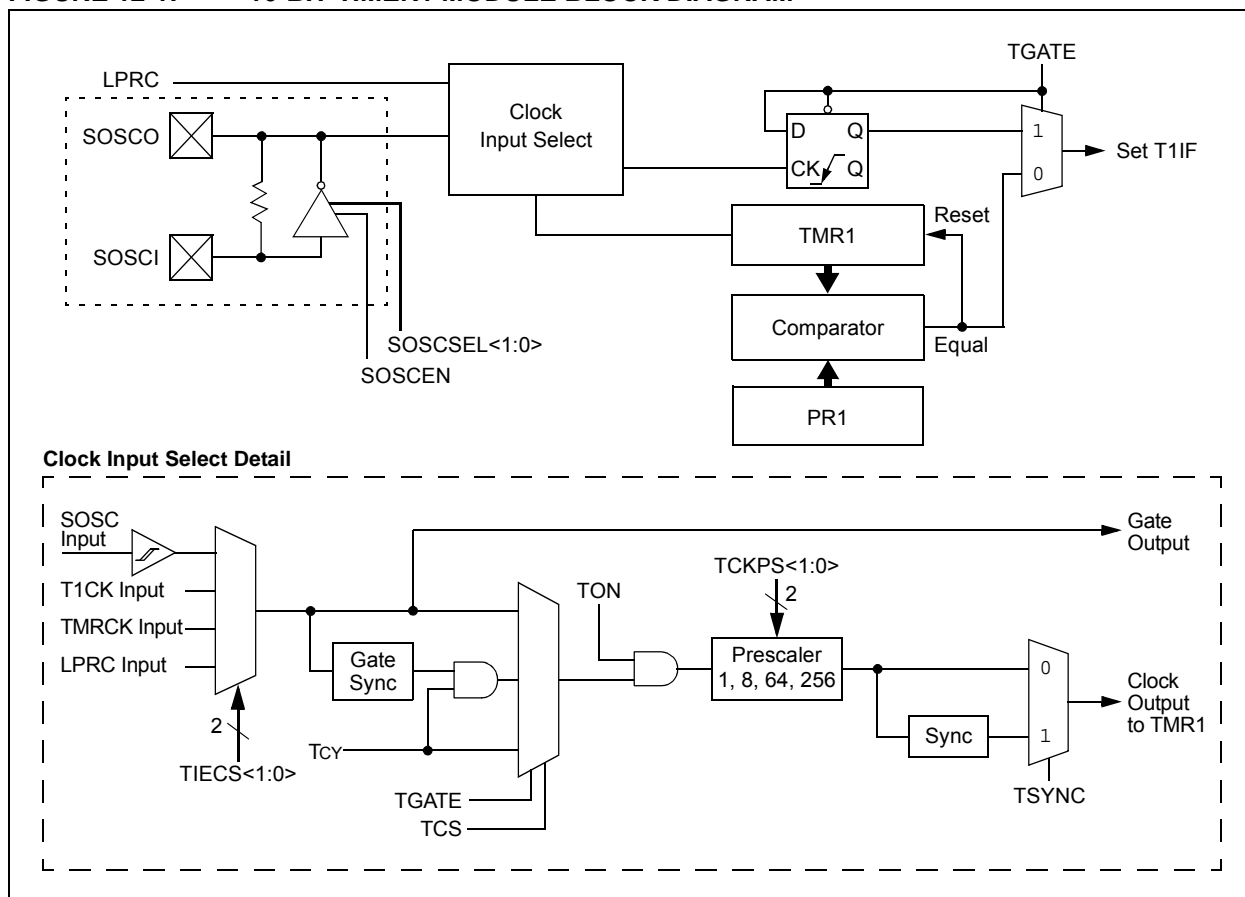 LPRC
SOSCO
SOSCI
Clock
Input Select
SOSCSEL<1:0>
SOSCEN
TGATE
D Q
CK Q
1
0
Set T1IF
TMR1
Reset
Comparator
Equal
PR1
Clock Input Select Detail
SOSC
Input
T1CK Input
TMRCK Input
LPRC Input
2
TIECS<1:0>
Gate
Sync
TCY
TGATE
TCS
TON
TCKPS<1:0>
2
Prescaler
1, 8, 64, 256
Sync
0
1
TSYNC
Gate
Output
Clock
Output
to TMR1